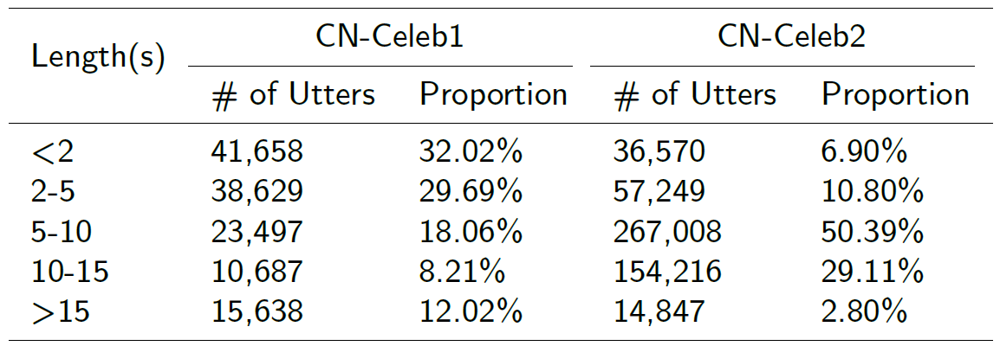 CN-Celeb1 CN-Celeb2
Length(s)
# of Utters Proportion # of Utters Proportion
<2 41,658 32.02% 36,570 6.90%
2-5 38,629 29.69% 57,249 10.80%
5-10 23,497 18.06% 267,008 50.39%
10-15 10,687 8.21% 154,216 29.11%
>15 15,638 12.02% 14,847 2.80%